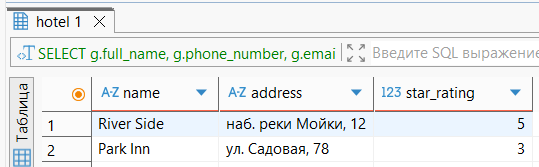 hotel 1
SELECT g.full_name, g.phone_number, g.emai
Введите SQL выражение
Таблица
A-Z name
A-Z address
123 star_rating
1 River Side наб. реки Мойки, 12 5
2 Park Inn ул. Садовая, 78 3